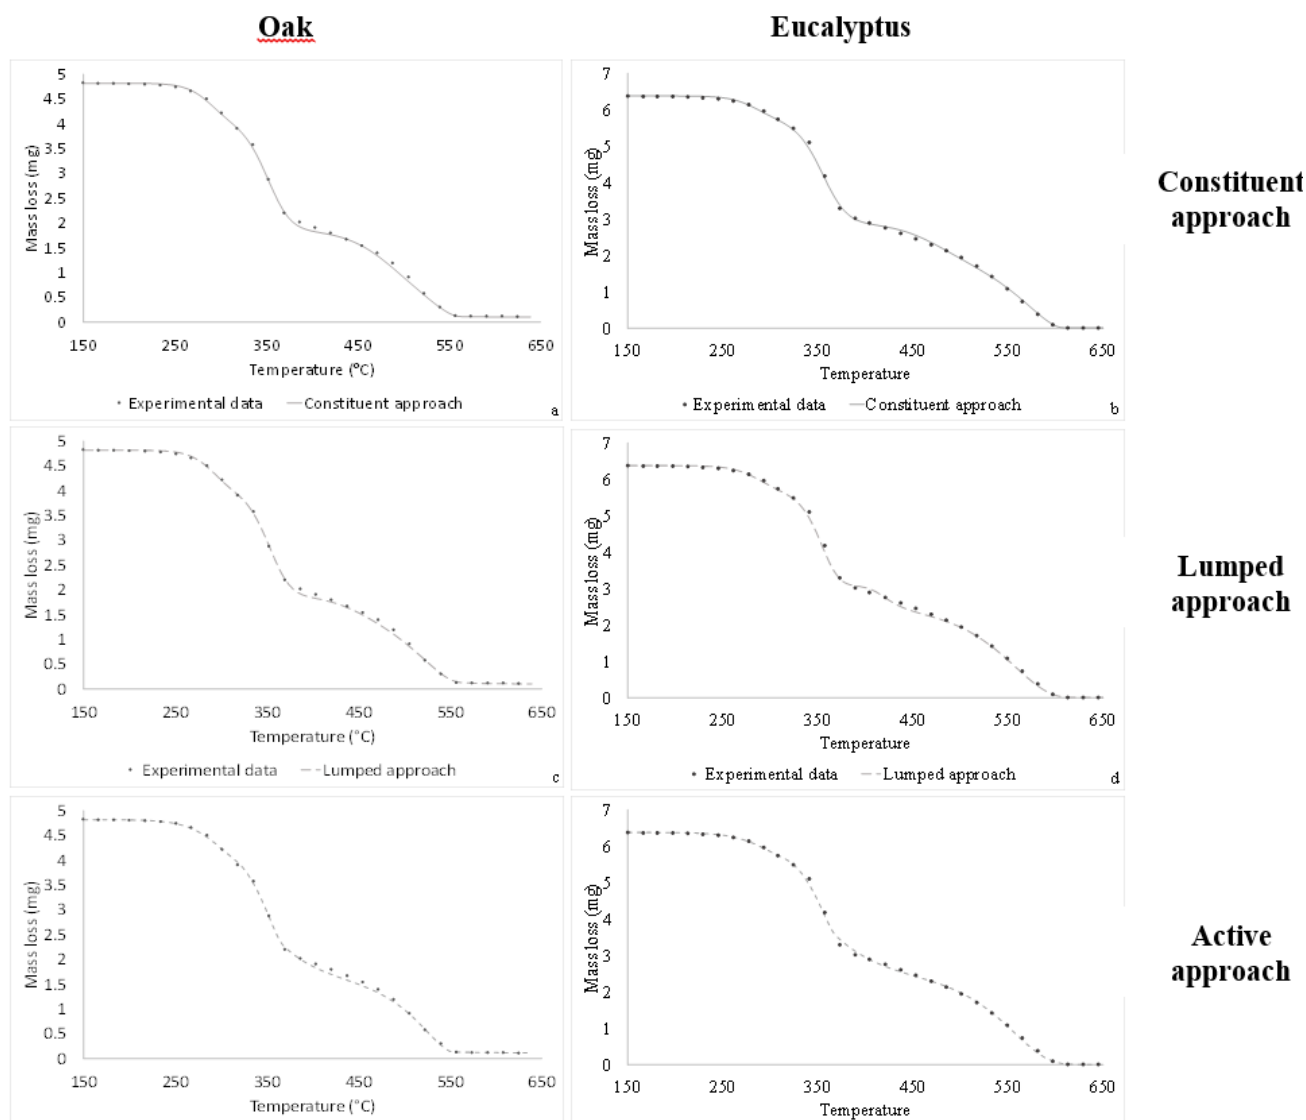 Oak
Eucalyptus
Mass loss (mg)
5
4.5
4
3.5
3
2.5
2
1.5
1
0.5
0
150 250 350 450 550 650
Temperature (°C)
Experimental data Constituent approach
a
Mass loss (mg)
7
6
5
4
3
2
1
0
150 250 350 450 550 650
Temperature
Experimental data Constituent approach
b
Constituent
approach
Mass loss (mg)
5
4.5
4
3.5
3
2.5
2
1.5
1
0.5
0
150 250 350 450 550 650
Temperature (°C)
Experimental data Lumped approach
c
Mass loss (mg)
7
6
5
4
3
2
1
0
150 250 350 450 550 650
Temperature
Experimental data Lumped approach
d
Lumped
approach
Mass loss (mg)
5
4.5
4
3.5
3
2.5
2
1.5
1
0.5
0
150 250 350 450 550 650
Temperature (°C)
Mass loss (mg)
7
6
5
4
3
2
1
0
150 250 350 450 550 650
Temperature
Active
approach